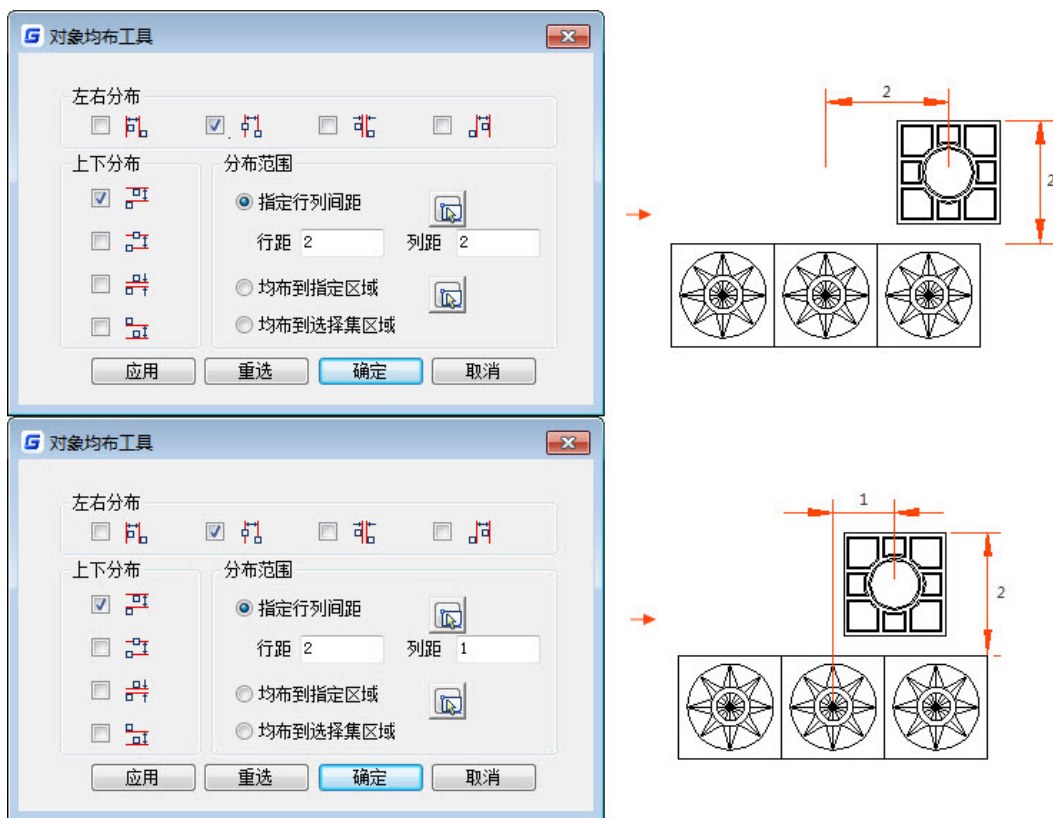 对象均布工具
左右分布
上下分布
分布范围
指定行列间距
行距 2 列距 2
均布到指定区域
均布到选择集区域
应用 重选 确定 取消
2
2
对象均布工具
左右分布
上下分布
分布范围
指定行列间距
行距 2 列距 1
均布到指定区域
均布到选择集区域
应用 重选 确定 取消
1
2